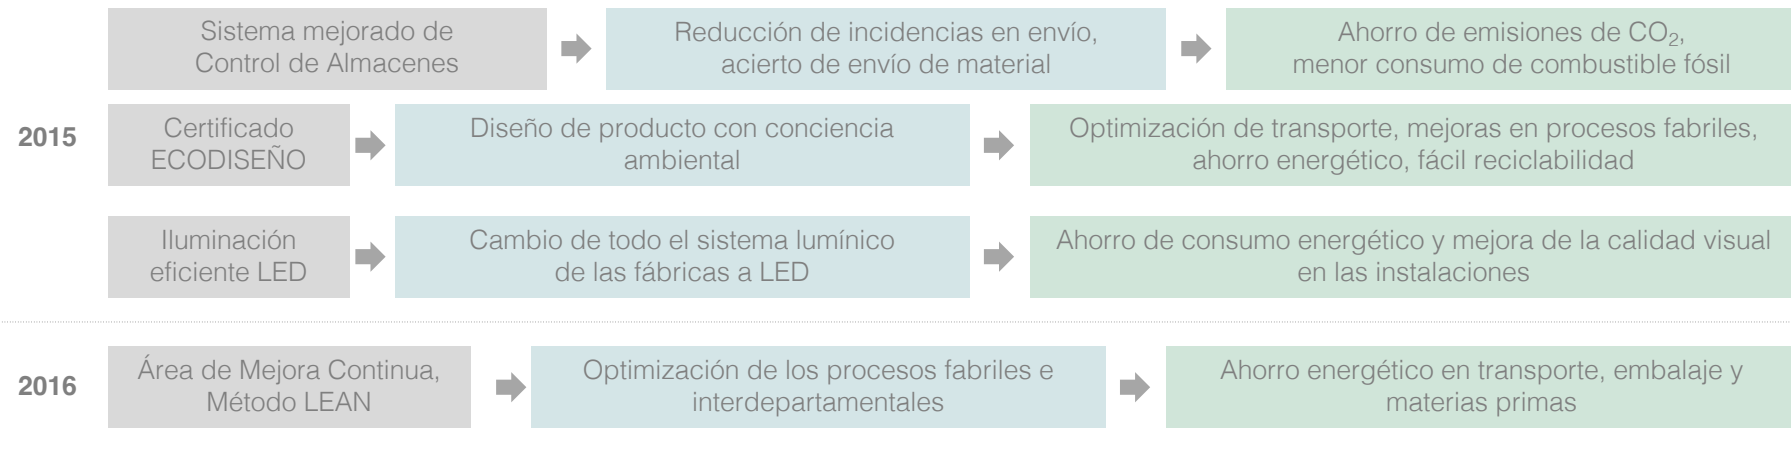 Sistema mejorado de
Control de Almacenes
Reducción de incidencias en envío,
acierto de envío de material
Ahorro de emisiones de CO₂,
menor consumo de combustible fósil
2015
Certificado
ECODISEÑO
Diseño de producto con conciencia
ambiental
Optimización de transporte, mejoras en procesos fabriles,
ahorro energético, fácil reciclabilidad
Iluminación
eficiente LED
Cambio de todo el sistema lumínico
de las fábricas a LED
Ahorro de consumo energético y mejora de la calidad visual
en las instalaciones
2016
Área de Mejora Continua,
Método LEAN
Optimización de los procesos fabriles e
interdepartamentales
Ahorro energético en transporte, embalaje y
materias primas